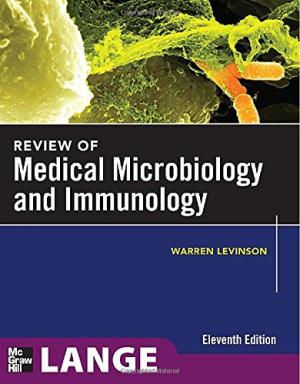 REVIEW OF
Medical Microbiology
and Immunology
WARREN LEVINSON
Eleventh Edition
Mc
Graw
Hill
LANGE